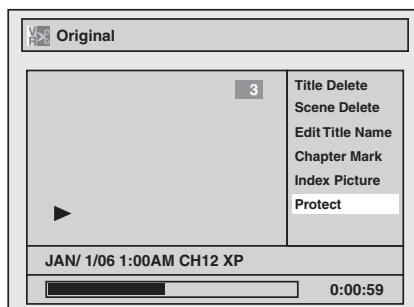 VR Original
3
Title Delete
Scene Delete
Edit Title Name
Chapter Mark
Index Picture
Protect
JAN/ 1/06 1:00AM CH12 XP
0:00:59